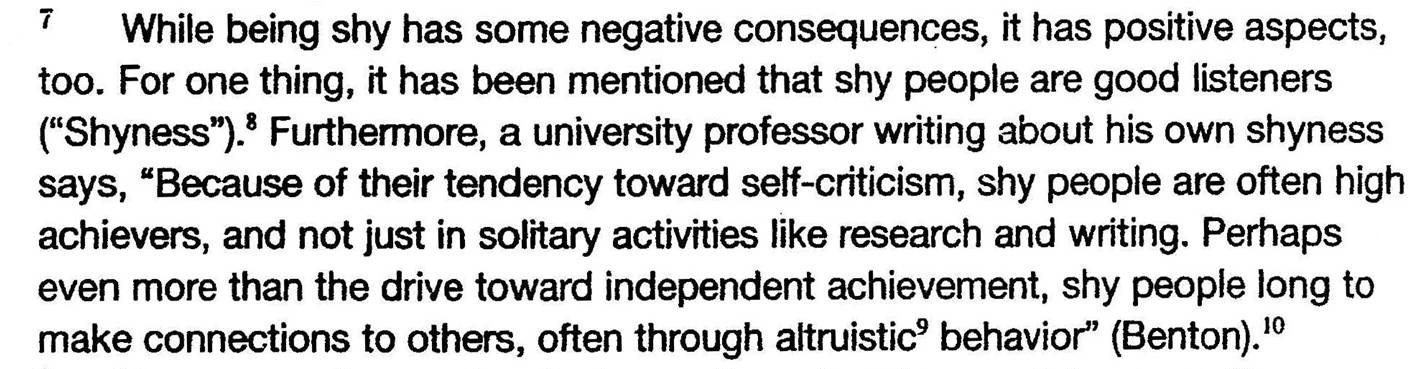 7 While being shy has some negative consequences, it has positive aspects,
too. For one thing, it has been mentioned that shy people are good listeners
(“Shyness”).8 Furthermore, a university professor writing about his own shyness
says, “Because of their tendency toward self-criticism, shy people are often high
achievers, and not just in solitary activities like research and writing. Perhaps
even more than the drive toward independent achievement, shy people long to
make connections to others, often through altruistic9 behavior” (Benton).10